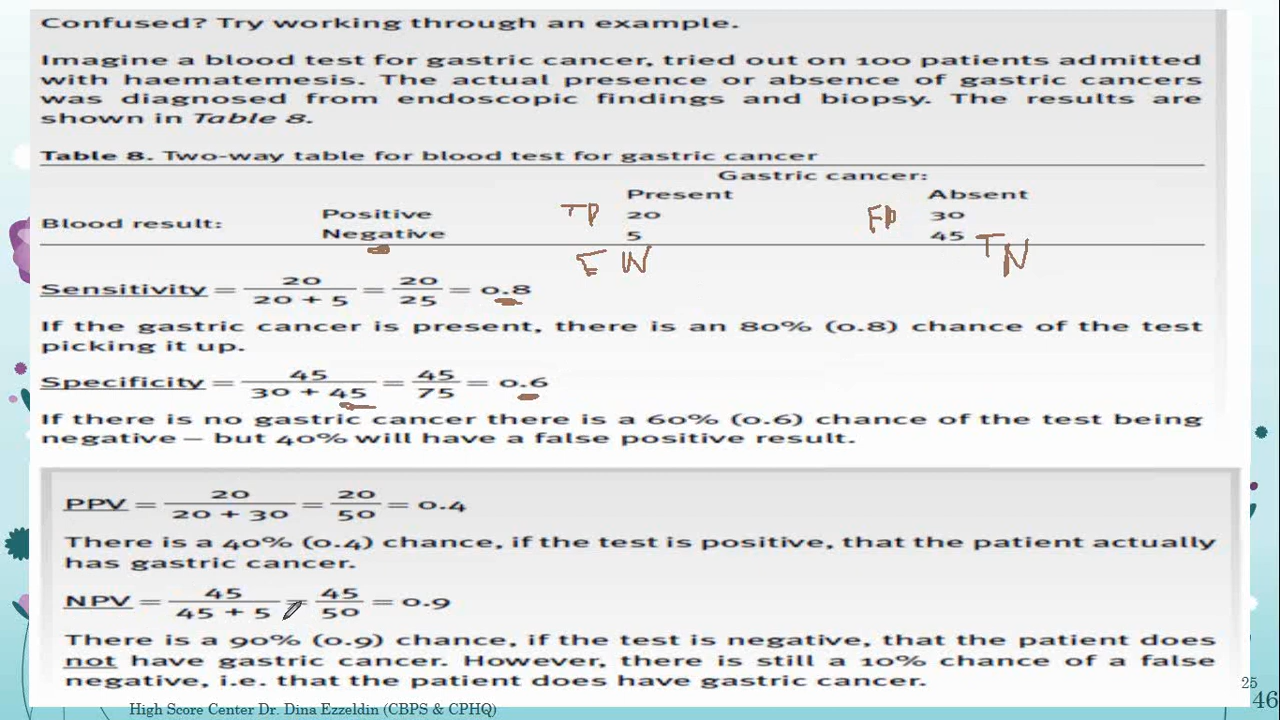 Confused? Try working through an example.
Imagine a blood test for gastric cancer, tried out on 100 patients admitted
with haematemesis. The actual presence or absence of gastric cancers
was diagnosed from endoscopic findings and biopsy. The results are
shown in Table 8.
Table 8. Two-way table for blood test for gastric cancer
Gastric cancer:
Present Absent
Blood result: Positive TP 20 FP 30
Negative 5 45 TN
F N
Sensitivity = 20 / 20 + 5 = 20 / 25 = 0.8
If the gastric cancer is present, there is an 80% (0.8) chance of the test
picking it up.
Specificity = 45 / 30 + 45 = 45 / 75 = 0.6
If there is no gastric cancer there is a 60% (0.6) chance of the test being
negative – but 40% will have a false positive result.
PPV = 20 / 20 + 30 = 20 / 50 = 0.4
There is a 40% (0.4) chance, if the test is positive, that the patient actually
has gastric cancer.
NPV = 45 / 45 + 5 = 45 / 50 = 0.9
There is a 90% (0.9) chance, if the test is negative, that the patient does
not have gastric cancer. However, there is still a 10% chance of a false
negative, i.e. that the patient does have gastric cancer.
25
46
High Score Center Dr. Dina Ezzeldin (CBPS & CPHQ)